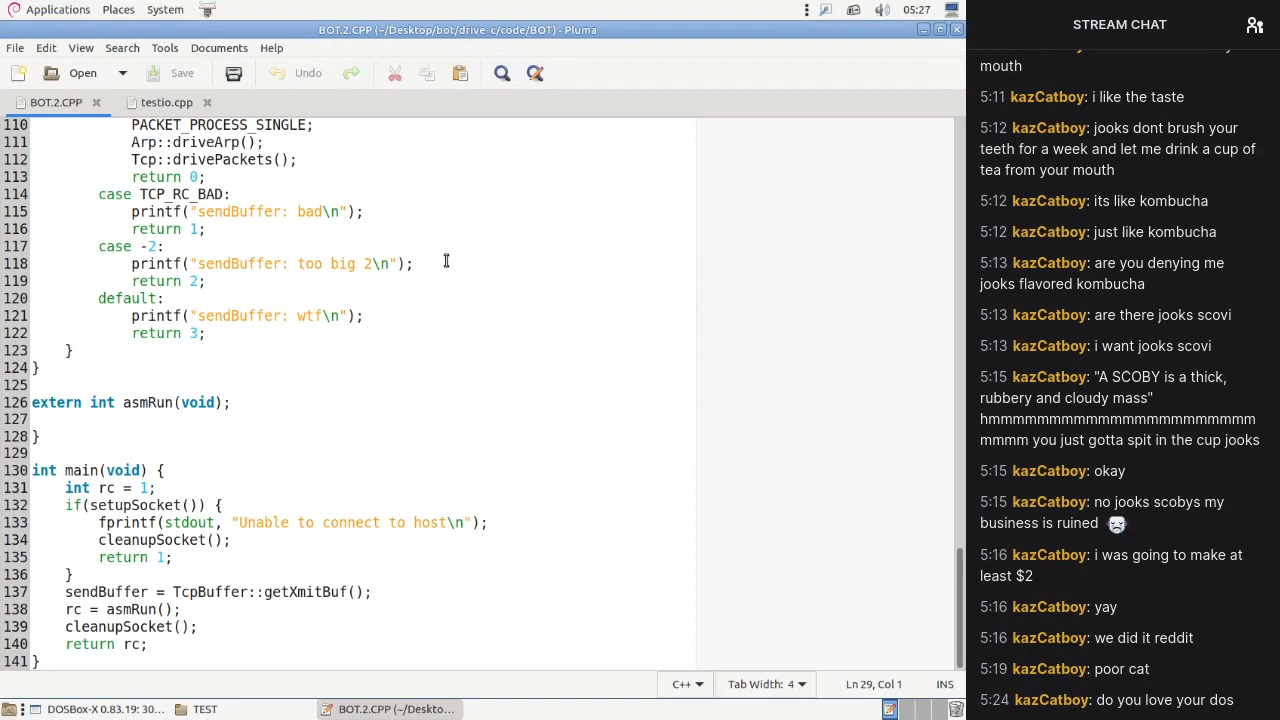 Applications Places System 05:27
BOT.2.CPP (~/Desktop/bot/drive_c/code/BOT) - Pluma
File Edit View Search Tools Documents Help
Open Save Undo
BOT.2.CPP testio.cpp
110 PACKET_PROCESS_SINGLE;
111 Arp::driveArp();
112 Tcp::drivePackets();
113 return 0;
114 case TCP_RC_BAD:
115 printf("sendBuffer: bad\n");
116 return 1;
117 case -2:
118 printf("sendBuffer: too big 2\n");
119 return 2;
120 default:
121 printf("sendBuffer: wtf\n");
122 return 3;
123 }
124 }
125
126 extern int asmRun(void);
127
128 }
129
130 int main(void) {
131 int rc = 1;
132 if(setupSocket()) {
133 fprintf(stdout, "Unable to connect to host\n");
134 cleanupSocket();
135 return 1;
136 }
137 sendBuffer = TcpBuffer::getXmitBuf();
138 rc = asmRun();
139 cleanupSocket();
140 return rc;
141 }
C++ Tab Width: 4 Ln 29, Col 1 INS
DOSBox-X 0.83.19: 30... TEST BOT.2.CPP (~/Deskto...
STREAM CHAT
mouth
5:11 kazCatboy: i like the taste
5:12 kazCatboy: jooks dont brush your
teeth for a week and let me drink a cup of
tea from your mouth
5:12 kazCatboy: its like kombucha
5:12 kazCatboy: just like kombucha
5:13 kazCatboy: are you denying me
jooks flavored kombucha
5:13 kazCatboy: are there jooks scovi
5:13 kazCatboy: i want jooks scovi
5:15 kazCatboy: "A SCOBY is a thick,
rubbery and cloudy mass"
hmmmmmmmmmmmmmmmmmmmmmmm
mmmm you just gotta spit in the cup jooks
5:15 kazCatboy: okay
5:15 kazCatboy: no jooks scobys my
business is ruined
5:16 kazCatboy: i was going to make at
least $2
5:16 kazCatboy: yay
5:16 kazCatboy: we did it reddit
5:19 kazCatboy: poor cat
5:24 kazCatboy: do you love your dos